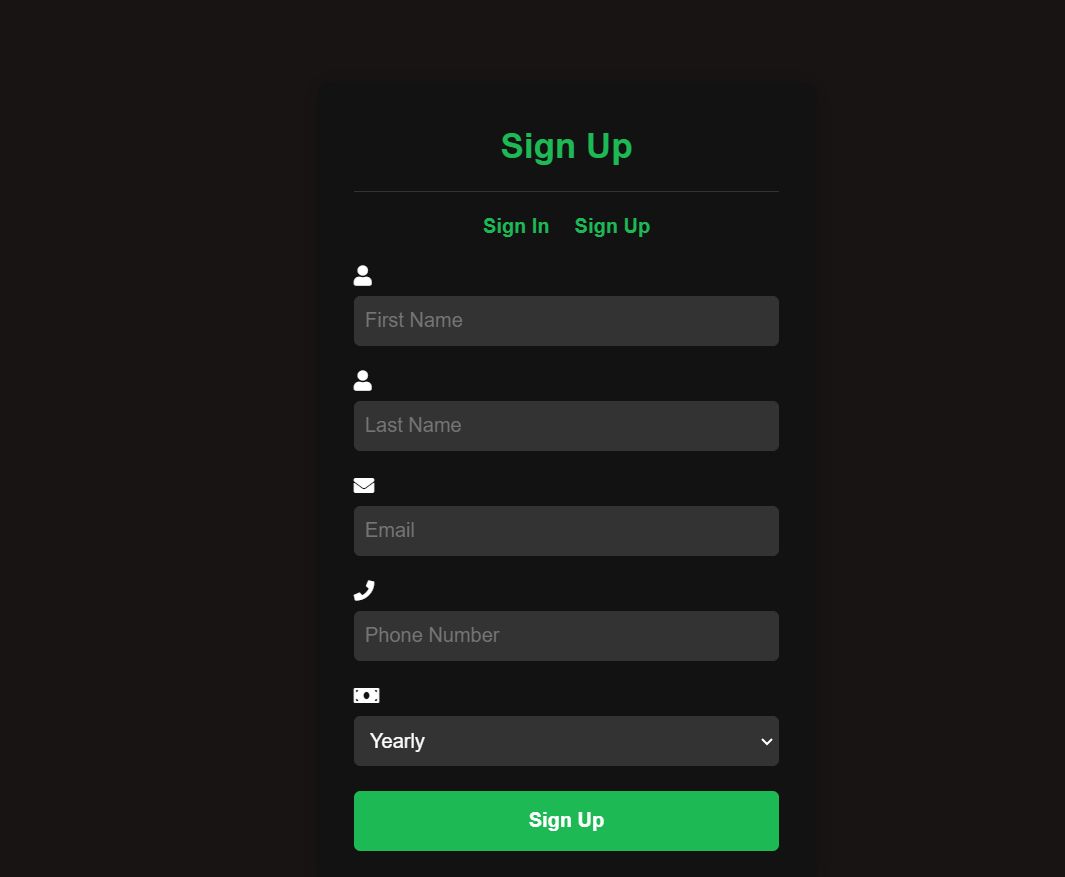 Sign Up
Sign In Sign Up
First Name
Last Name
Email
Phone Number
Yearly
Sign Up